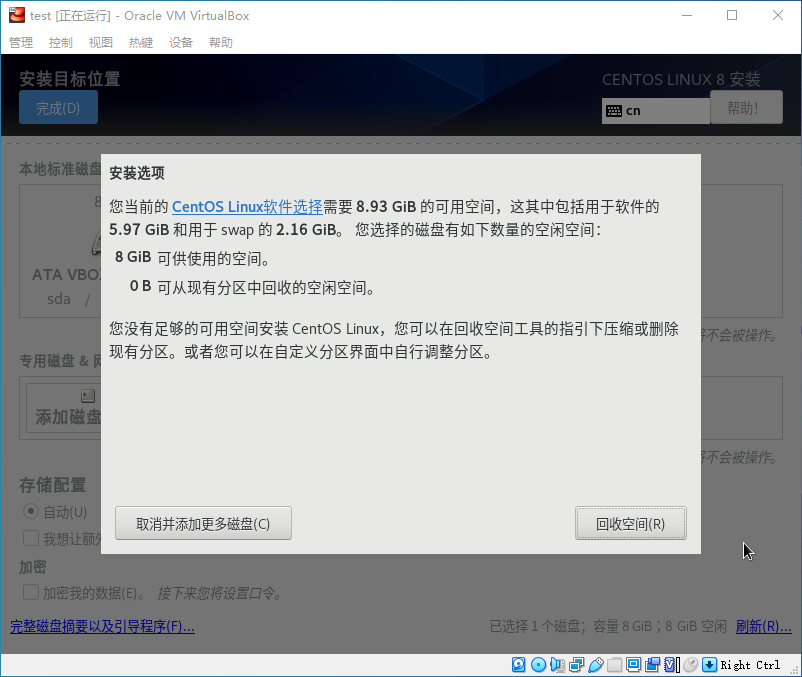 test [正在运行] - Oracle VM VirtualBox
管理 控制 视图 热键 设备 帮助
安装目标位置
CENTOS LINUX 8 安装
完成(D)
cn
帮助!
本地标准磁盘
8
安装选项
您当前的 CentOS Linux软件选择需要 8.93 GiB 的可用空间，这其中包括用于软件的
5.97 GiB 和用于 swap 的 2.16 GiB。 您选择的磁盘有如下数量的空闲空间：
8 GiB 可供使用的空间。
0 B 可从现有分区中回收的空闲空间。
您没有足够的可用空间安装 CentOS Linux，您可以在回收空间工具的指引下压缩或删除
现有分区。或者您可以在自定义分区界面中自行调整分区。
取消并添加更多磁盘(C)
回收空间(R)
ATA VBO
sda /
将不会被操作。
专用磁盘 & 网
添加磁盘
将不会被操作。
存储配置
自动(U)
我想让额外
加密
加密我的数据(E)。 接下来您将设置口令。
完整磁盘摘要以及引导程序(F)...
已选择 1 个磁盘；容量 8 GiB；8 GiB 空闲 刷新(R)...
Right Ctrl